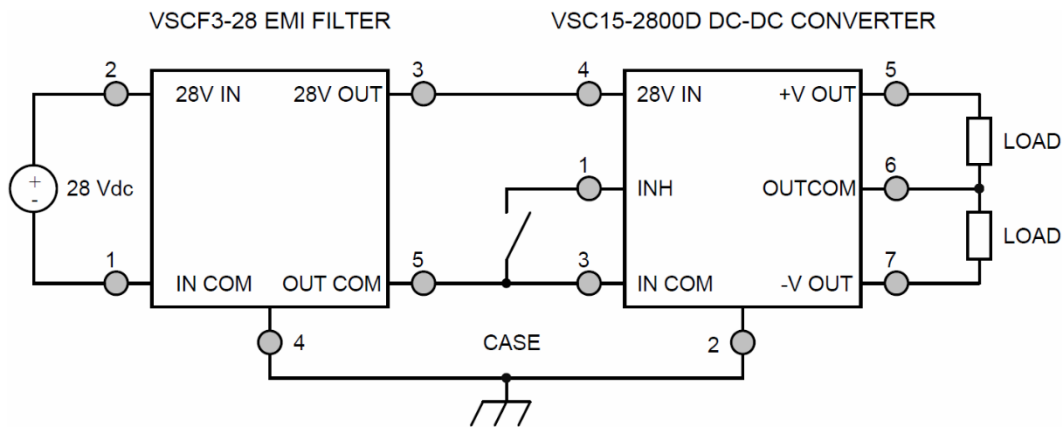 VSCF3-28 EMI FILTER
VSC15-2800D DC-DC CONVERTER
2
3
4
5
28V IN
28V OUT
28V IN
+V OUT
LOAD
+
-
28 Vdc
1
INH
6
OUTCOM
LOAD
1
IN COM
OUT COM
5
3
IN COM
-V OUT
7
4
CASE
2